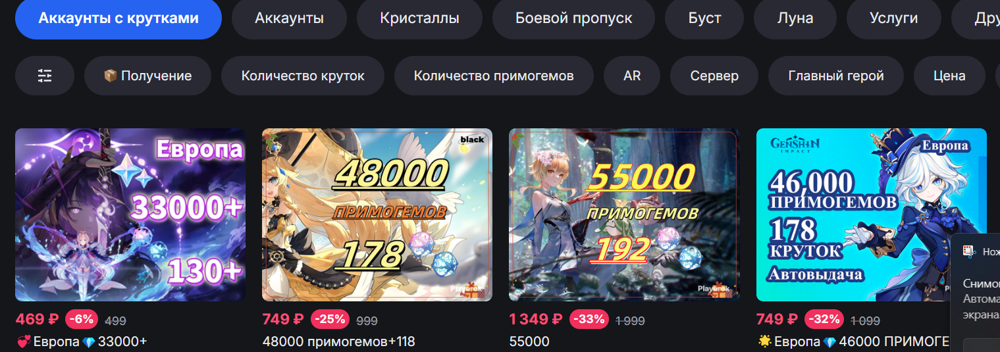 Аккаунты с крутками
Аккаунты
Кристаллы
Боевой пропуск
Буст
Луна
Услуги
Дру
📦 Получение
Количество круток
Количество примогемов
AR
Сервер
Главный герой
Цена
Европа
33000+
130+
black
48000
ПРИМОГЕМОВ
178
Playerok
55000
ПРИМОГЕМОВ
192
Playerok
GENSHIN
IMPACT
Европа
46,000
ПРИМОГЕМОВ
178
КРУТОК
Автовыдача
469 ₽ -6% 499
💞Европа💎33000+
749 ₽ -25% 999
48000 примогемов+118
1 349 ₽ -33% 1 999
55000
749 ₽ -32% 1 099
🌟Европа💎46000 ПРИМОГЕ
Нож
Снимо
Автома
экрана